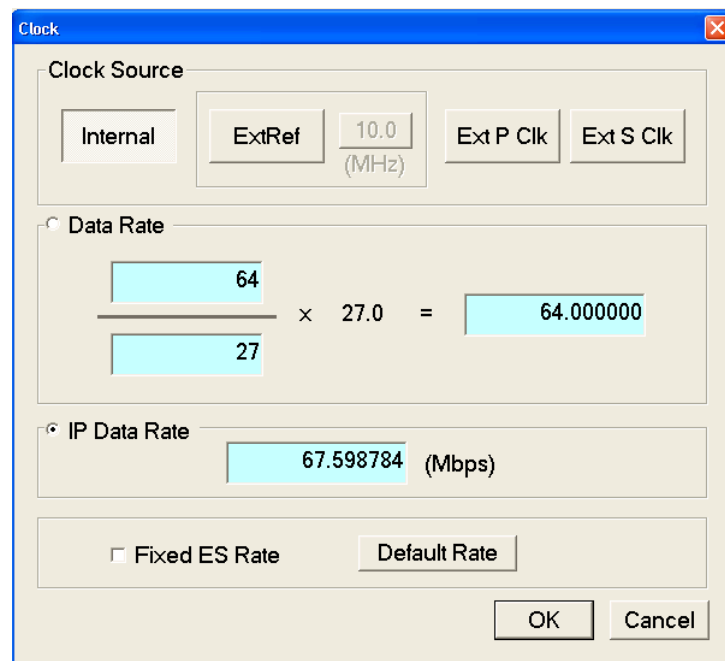 Clock
Clock Source
Internal
ExtRef
10.0
(MHz)
Ext P Clk
Ext S Clk
Data Rate
64
27
x 27.0 =
64.000000
IP Data Rate
67.598784 (Mbps)
Fixed ES Rate
Default Rate
OK
Cancel